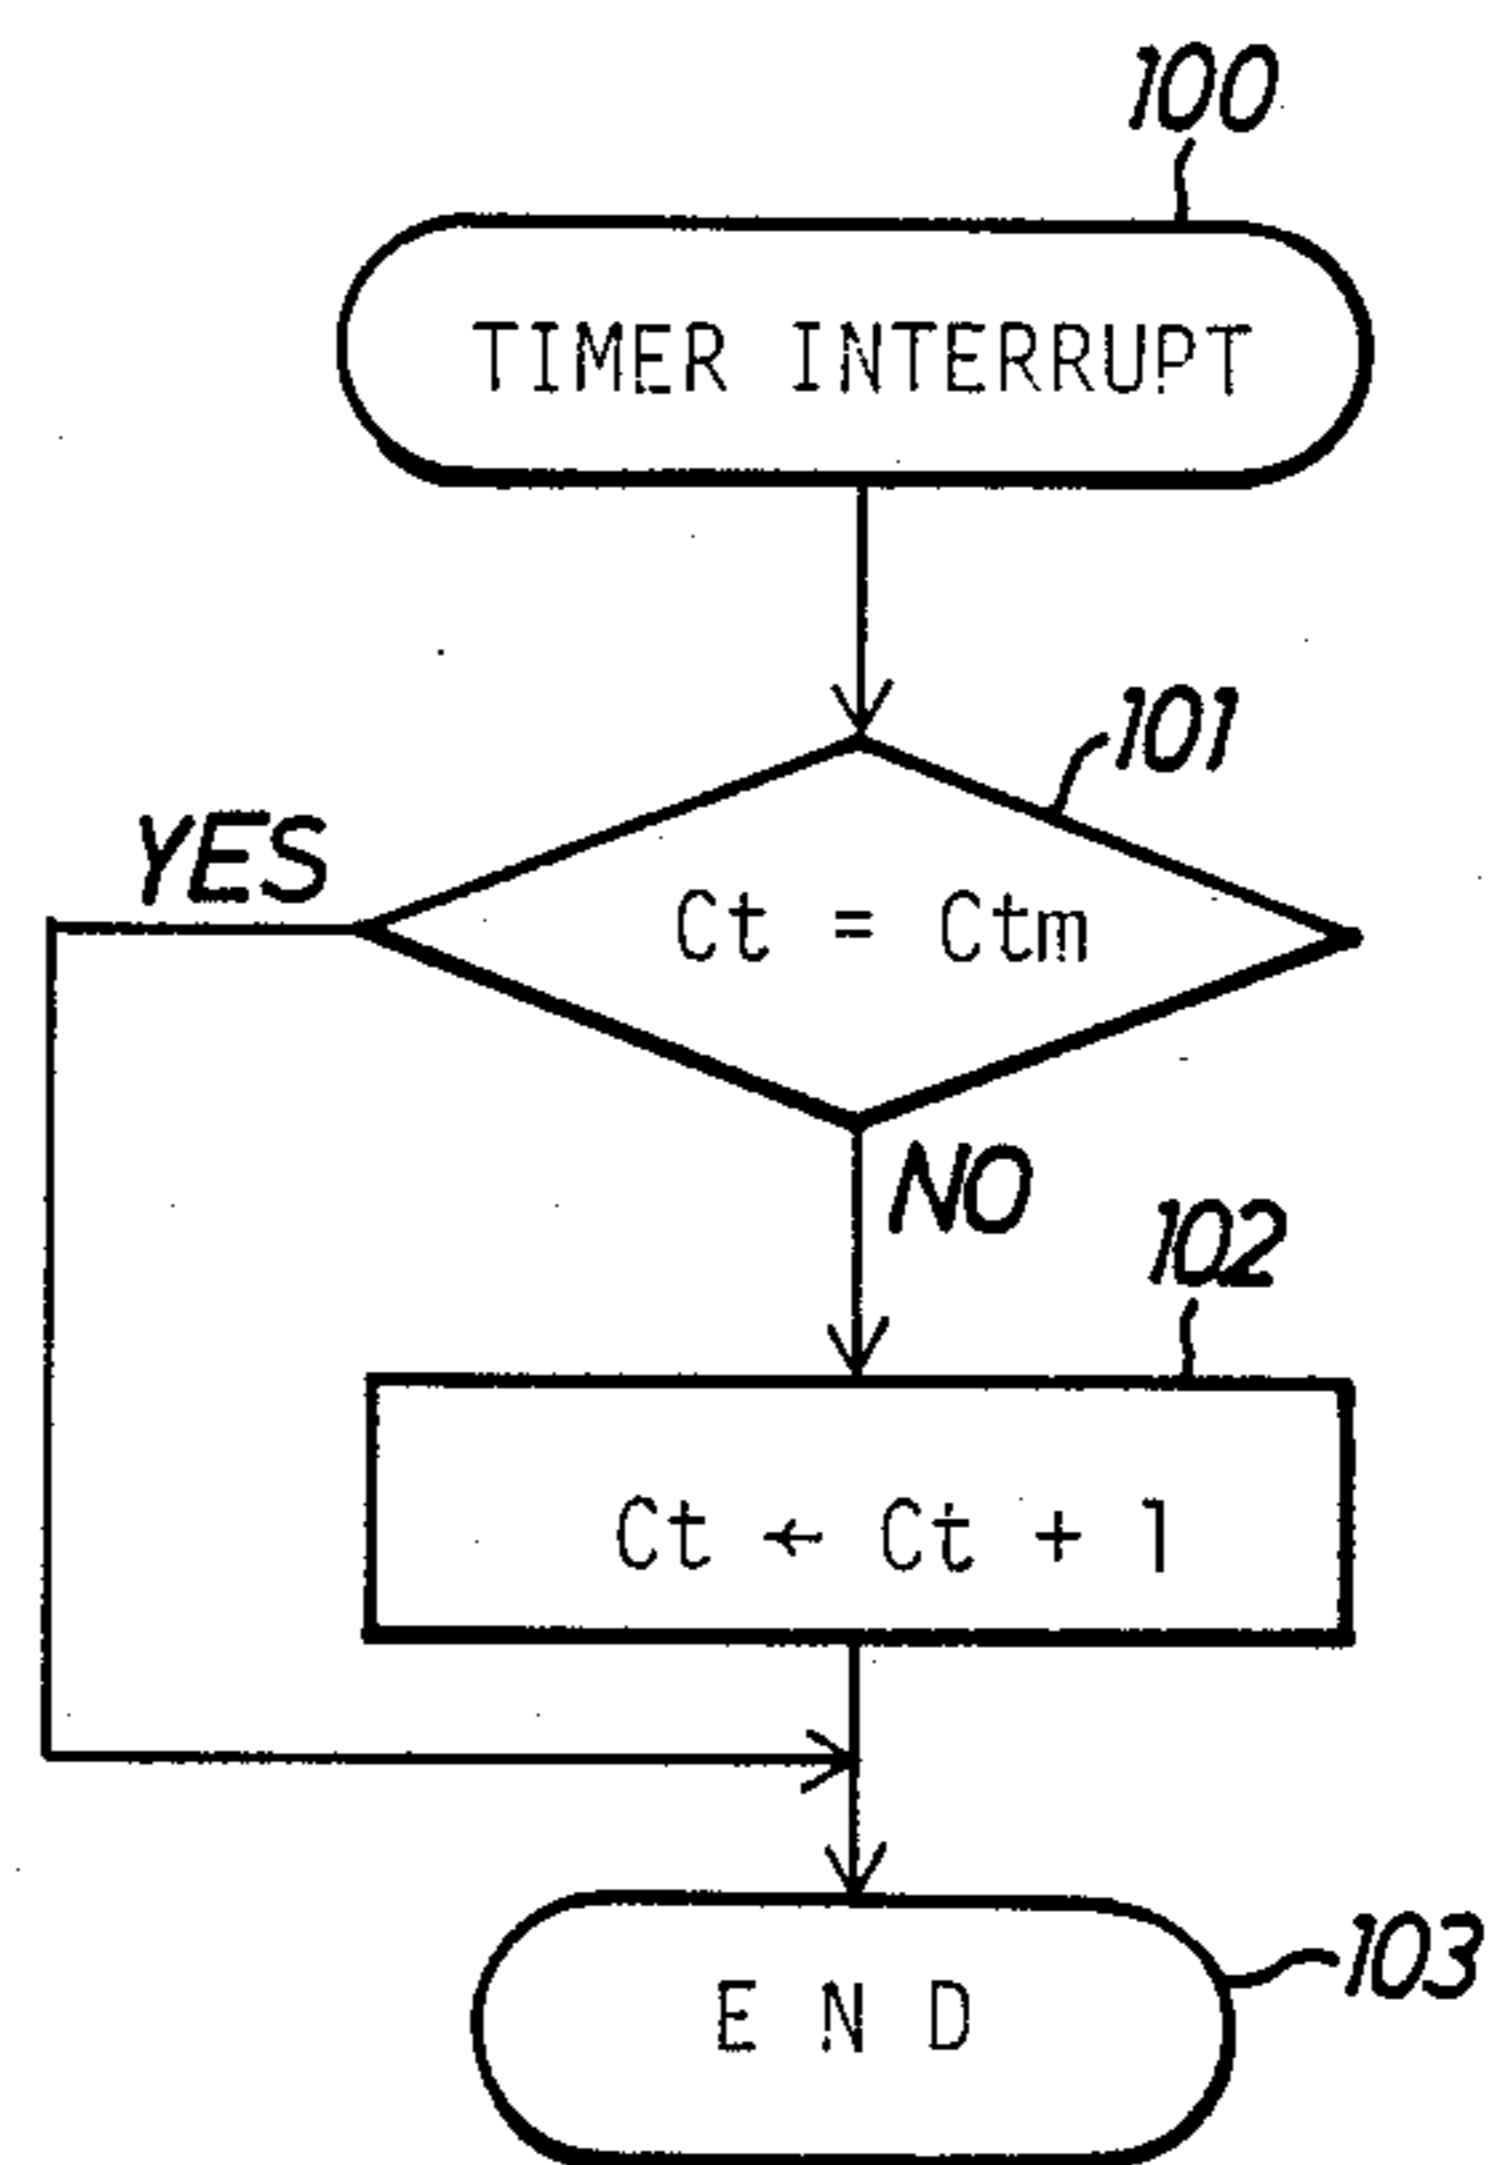 100
TIMER INTERRUPT
101
YES
Ct = Ctm
NO
102
Ct ← Ct + 1
103
E N D